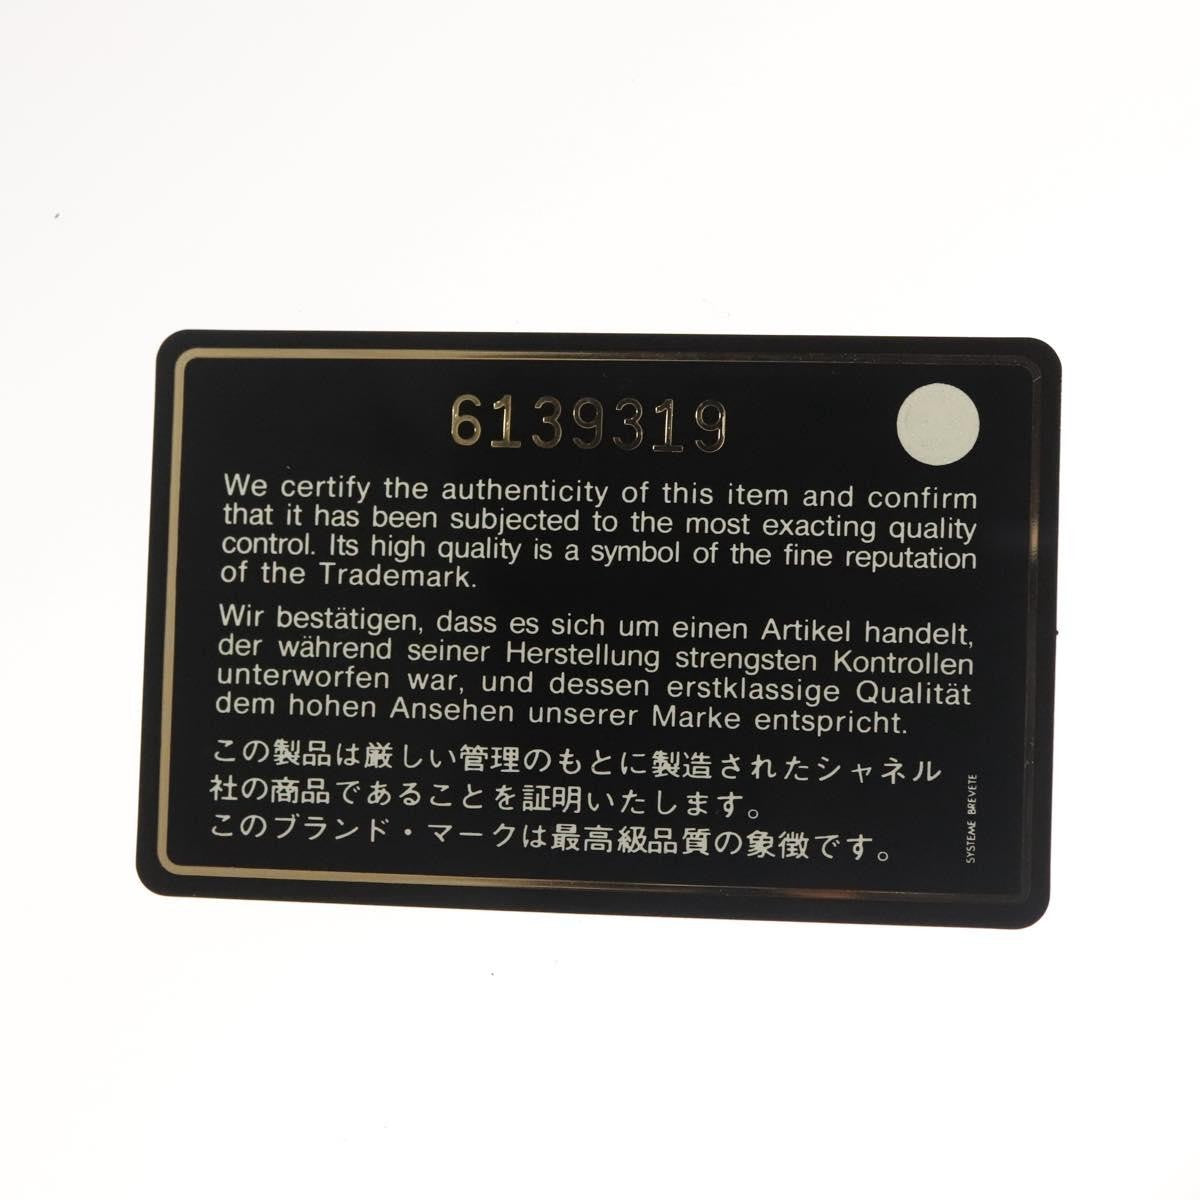 6139319
We certify the authenticity of this item and confirm
that it has been subjected to the most exacting quality
control. Its high quality is a symbol of the fine reputation
of the Trademark.
Wir bestätigen, dass es sich um einen Artikel handelt,
der während seiner Herstellung strengsten Kontrollen
unterworfen war, und dessen erstklassige Qualität
dem hohen Ansehen unserer Marke entspricht.
この製品は厳しい管理のもとに製造されたシャネル
社の商品であることを証明いたします。
このブランド・マークは最高級品質の象徴です。
SYSTEME BREVETE